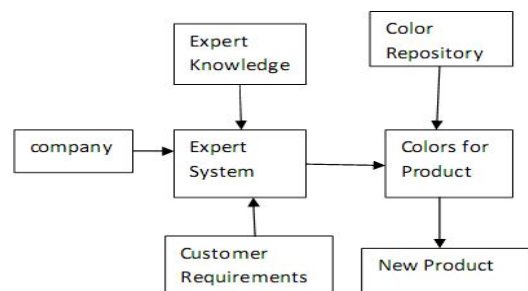 Expert
Knowledge
Color
Repository
company
Expert
System
Colors for
Product
Customer
Requirements
New Product